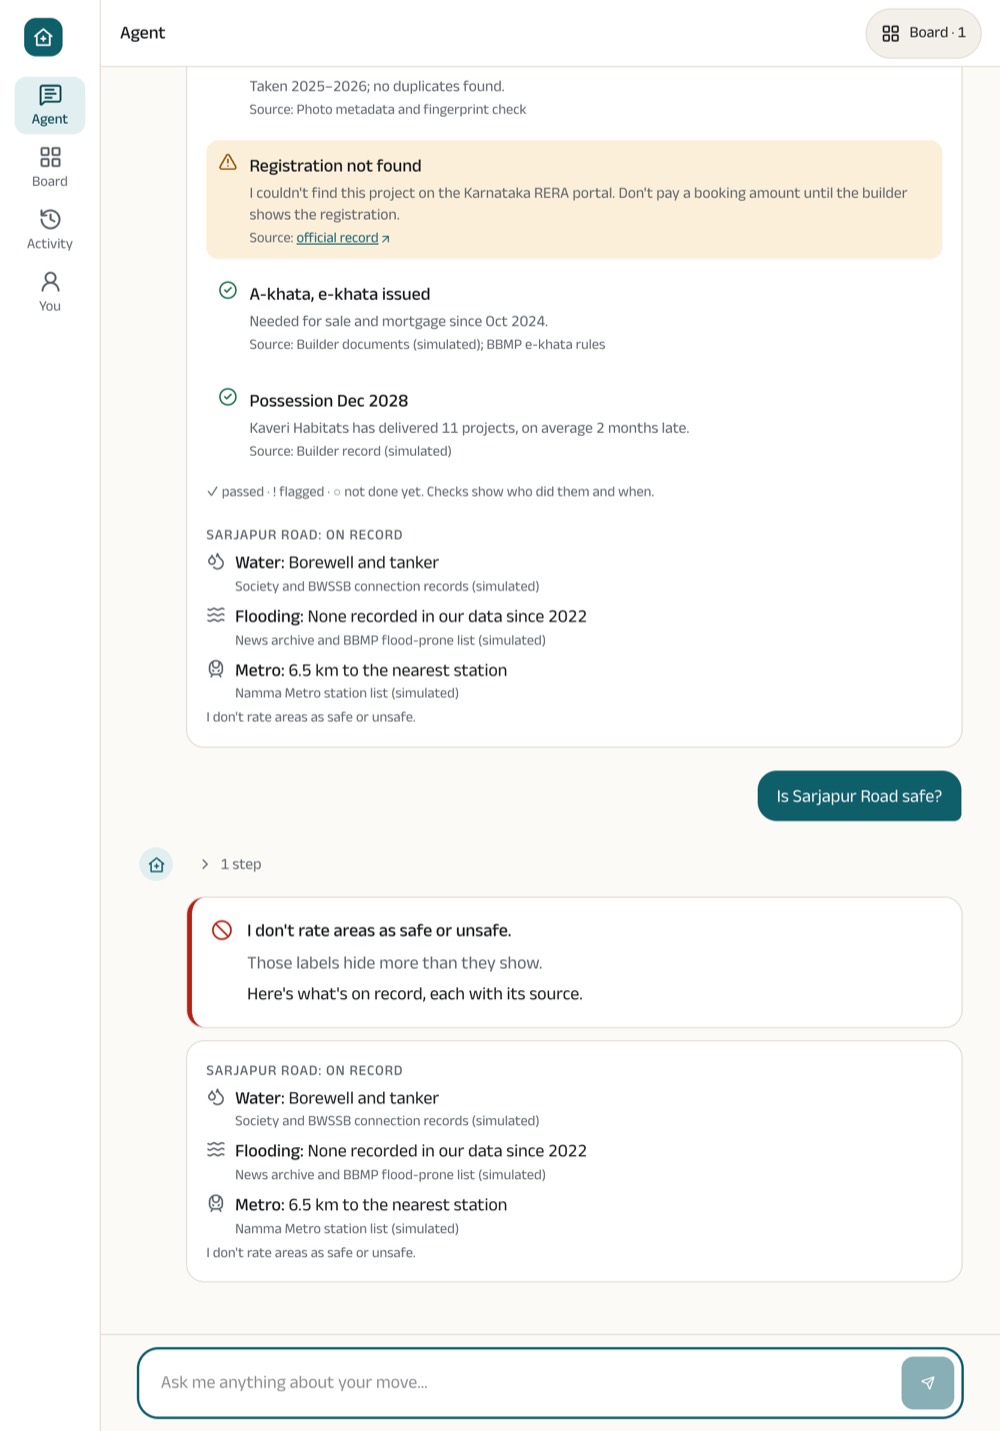 Agent
Board · 1
Agent
Board
Activity
You
Taken 2025–2026; no duplicates found.
Source: Photo metadata and fingerprint check
Registration not found
I couldn't find this project on the Karnataka RERA portal. Don't pay a booking amount until the builder
shows the registration.
Source: official record ↗
A-khata, e-khata issued
Needed for sale and mortgage since Oct 2024.
Source: Builder documents (simulated); BBMP e-khata rules
Possession Dec 2028
Kaveri Habitats has delivered 11 projects, on average 2 months late.
Source: Builder record (simulated)
✓ passed · ! flagged · ○ not done yet. Checks show who did them and when.
SARJAPUR ROAD: ON RECORD
Water: Borewell and tanker
Society and BWSSB connection records (simulated)
Flooding: None recorded in our data since 2022
News archive and BBMP flood-prone list (simulated)
Metro: 6.5 km to the nearest station
Namma Metro station list (simulated)
I don't rate areas as safe or unsafe.
Is Sarjapur Road safe?
1 step
I don't rate areas as safe or unsafe.
Those labels hide more than they show.
Here's what's on record, each with its source.
SARJAPUR ROAD: ON RECORD
Water: Borewell and tanker
Society and BWSSB connection records (simulated)
Flooding: None recorded in our data since 2022
News archive and BBMP flood-prone list (simulated)
Metro: 6.5 km to the nearest station
Namma Metro station list (simulated)
I don't rate areas as safe or unsafe.
Ask me anything about your move...